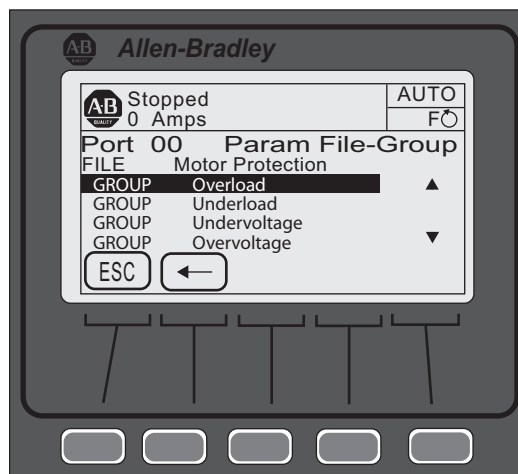 AB Allen-Bradley
AB QUALITY Stopped AUTO
0 Amps F
Port 00 Param File-Group
FILE Motor Protection
GROUP Overload
GROUP Underload
GROUP Undervoltage
GROUP Overvoltage
ESC